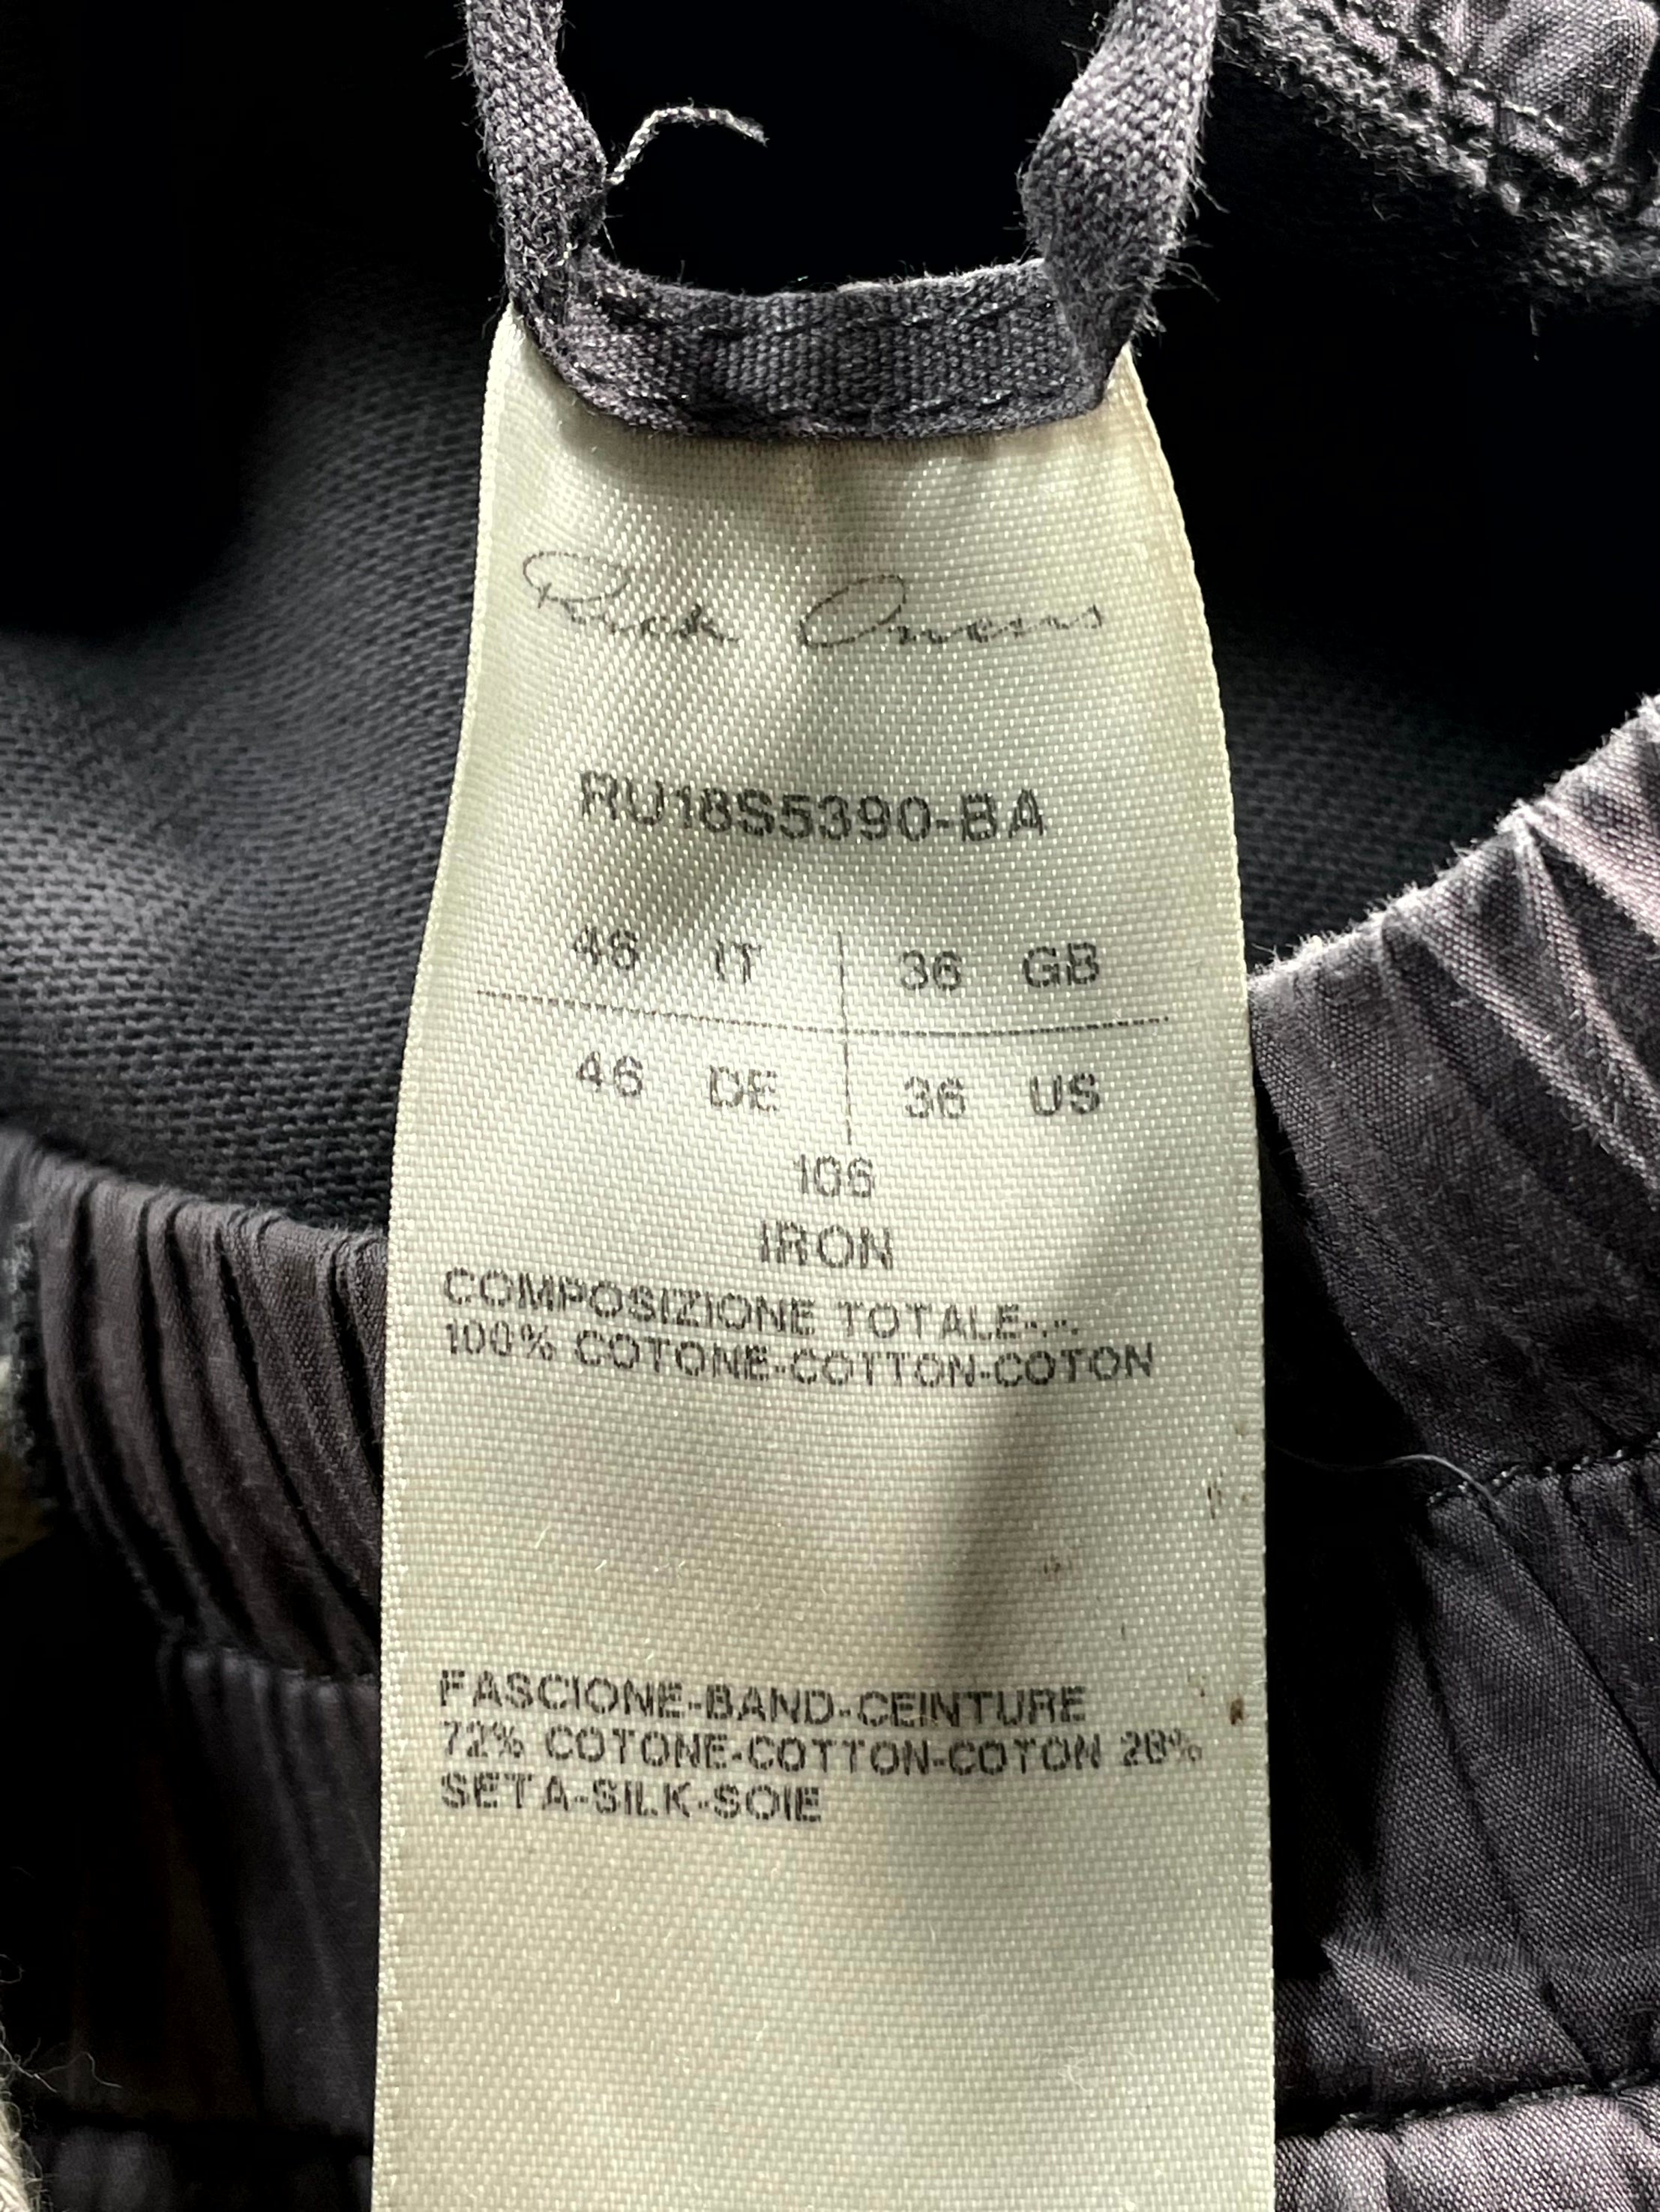 Rick Owens
RU18S5390-BA
46 IT 36 GB
46 DE 36 US
106
IRON
COMPOSIZIONE TOTALE-.-.
100% COTONE-COTTON-COTON
FASCIONE-BAND-CEINTURE
72% COTONE-COTTON-COTON 28%
SETA-SILK-SOIE